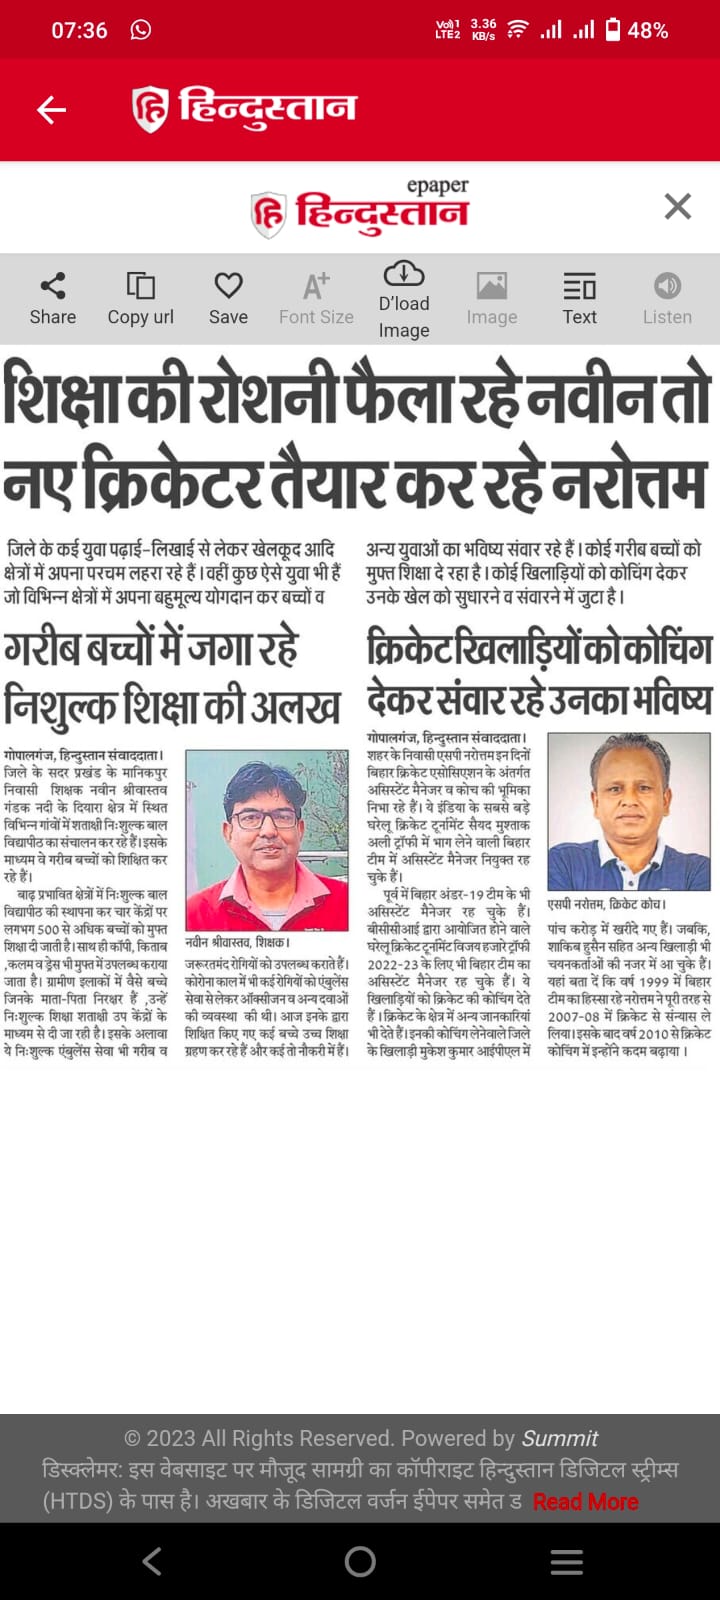 07:36
Vo))1 LTE2 3.36 KB/s 48%
हिन्दुस्तान
epaper
हिन्दुस्तान
Share Copy url Save Font Size D'load Image Image Text Listen
शिक्षा की रोशनी फैला रहे नवीन तो
नए क्रिकेटर तैयार कर रहे नरोत्तम
जिले के कई युवा पढ़ाई-लिखाई से लेकर खेलकूद आदि
क्षेत्रों में अपना परचम लहरा रहे हैं। वहीं कुछ ऐसे युवा भी हैं
जो विभिन्न क्षेत्रों में अपना बहुमूल्य योगदान कर बच्चों व
अन्य युवाओं का भविष्य संवार रहे हैं। कोई गरीब बच्चों को
मुफ्त शिक्षा दे रहा है। कोई खिलाड़ियों को कोचिंग देकर
उनके खेल को सुधारने व संवारने में जुटा है।
गरीब बच्चों में जगा रहे
निशुल्क शिक्षा की अलख
गोपालगंज, हिन्दुस्तान संवाददाता।
जिले के सदर प्रखंड के मानिकपुर
निवासी शिक्षक नवीन श्रीवास्तव
गंडक नदी के दियारा क्षेत्र में स्थित
विभिन्न गांवों में शताक्षी निःशुल्क बाल
विद्यापीठ का संचालन कर रहे हैं। इसके
माध्यम वे गरीब बच्चों को शिक्षित कर
रहे हैं।
बाढ़ प्रभावित क्षेत्रों में निःशुल्क बाल
विद्यापीठ की स्थापना कर चार केंद्रों पर
लगभग 500 से अधिक बच्चों को मुफ्त
शिक्षा दी जाती है। साथ ही कॉपी, किताब
,कलम व ड्रेस भी मुफ्त में उपलब्ध कराया
जाता है। ग्रामीण इलाकों में वैसे बच्चे
जिनके माता-पिता निरक्षर हैं ,उन्हें
निःशुल्क शिक्षा शताक्षी उप केंद्रों के
माध्यम से दी जा रही है। इसके अलावा
ये निःशुल्क एंबुलेंस सेवा भी गरीब व
नवीन श्रीवास्तव, शिक्षक।
जरूरतमंद रोगियों को उपलब्ध कराते हैं।
कोरोना काल में भी कई रोगियों को एंबुलेंस
सेवा से लेकर ऑक्सीजन व अन्य दवाओं
की व्यवस्था की थी। आज इनके द्वारा
शिक्षित किए गए कई बच्चे उच्च शिक्षा
ग्रहण कर रहे हैं और कई तो नौकरी में हैं।
क्रिकेट खिलाड़ियों को कोचिंग
देकर संवार रहे उनका भविष्य
गोपालगंज, हिन्दुस्तान संवाददाता।
शहर के निवासी एसपी नरोत्तम इन दिनों
बिहार क्रिकेट एसोसिएशन के अंतर्गत
असिस्टेंट मैनेजर व कोच की भूमिका
निभा रहे हैं। ये इंडिया के सबसे बड़े
घरेलू क्रिकेट टूर्नामेंट सैयद मुश्ताक
अली ट्रॉफी में भाग लेने वाली बिहार
टीम में असिस्टेंट मैनेजर नियुक्त रह
चुके हैं।
पूर्व में बिहार अंडर-19 टीम के भी
असिस्टेंट मैनेजर रह चुके हैं।
बीसीसीआई द्वारा आयोजित होने वाले
घरेलू क्रिकेट टूर्नामेंट विजय हजारे ट्रॉफी
2022-23 के लिए भी बिहार टीम का
असिस्टेंट मैनेजर रह चुके हैं। ये
खिलाड़ियों को क्रिकेट की कोचिंग देते
हैं । क्रिकेट के क्षेत्र में अन्य जानकारियां
भी देते हैं। इनकी कोचिंग लेनेवाले जिले
के खिलाड़ी मुकेश कुमार आईपीएल में
एसपी नरोत्तम, क्रिकेट कोच।
पांच करोड़ में खरीदे गए हैं। जबकि,
शाकिब हुसैन सहित अन्य खिलाड़ी भी
चयनकर्ताओं की नजर में आ चुके हैं।
यहां बता दें कि वर्ष 1999 में बिहार
टीम का हिस्सा रहे नरोत्तम ने पूरी तरह से
2007-08 में क्रिकेट से संन्यास ले
लिया। इसके बाद वर्ष 2010 से क्रिकेट
कोचिंग में इन्होंने कदम बढ़ाया ।
© 2023 All Rights Reserved. Powered by Summit
डिस्क्लेमर: इस वेबसाइट पर मौजूद सामग्री का कॉपीराइट हिन्दुस्तान डिजिटल स्ट्रीम्स
(HTDS) के पास है। अखबार के डिजिटल वर्जन ईपेपर समेत ड Read More